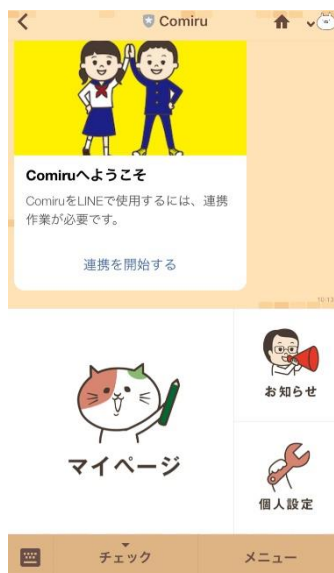 Comiru
Comiruへようこそ
ComiruをLINEで使用するには、連携
作業が必要です。
連携を開始する
マイページ
お知らせ
個人設定
チェック
メニュー